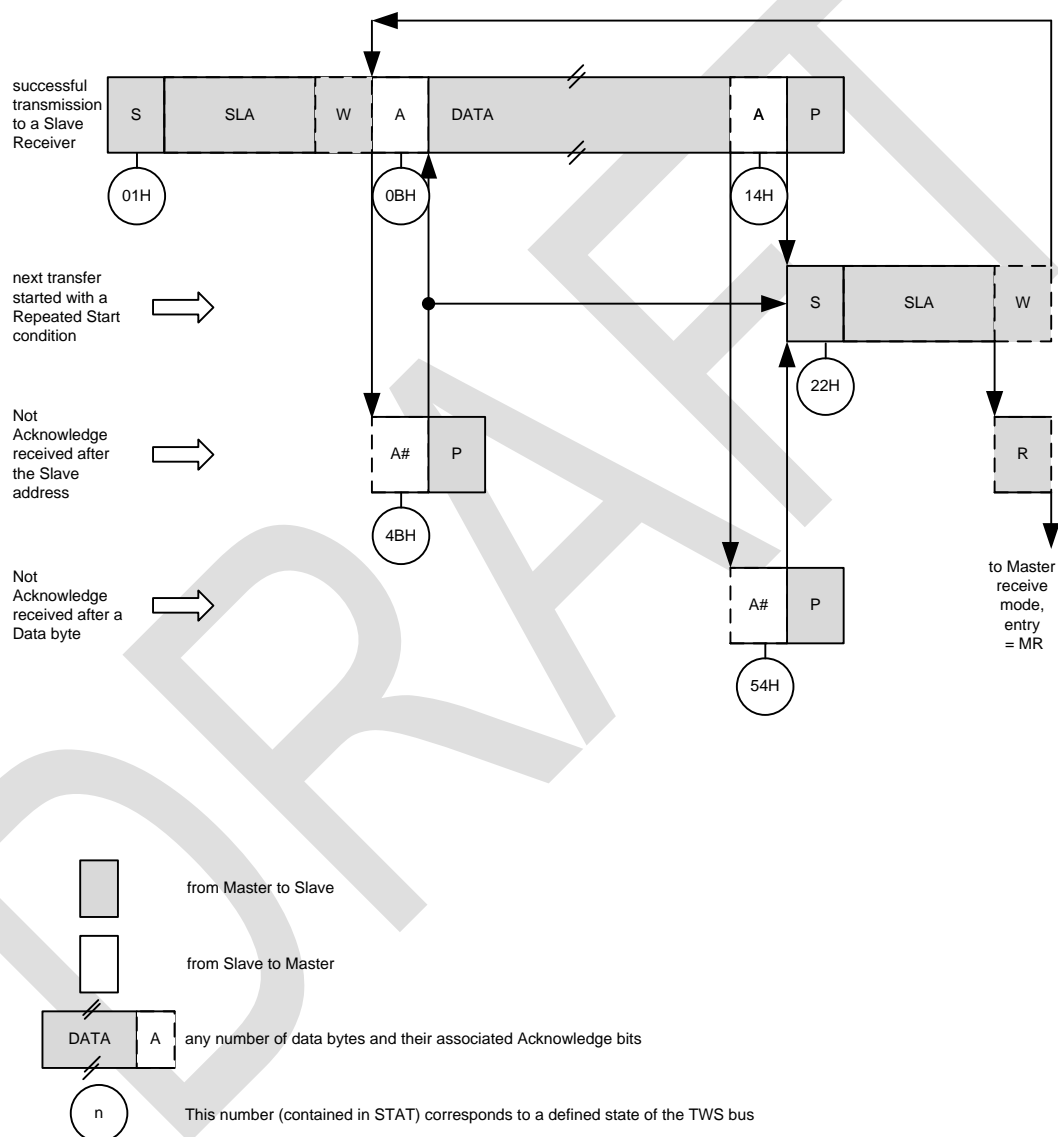 successful
transmission
to a Slave
Receiver
S
SLA
W
A
DATA
A
P
01H
0BH
14H
next transfer
started with a
Repeated Start
condition
S
SLA
W
22H
Not
Acknowledge
received after
the Slave
address
A#
P
R
4BH
Not
Acknowledge
received after a
Data byte
A#
P
54H
to Master
receive
mode,
entry
= MR
from Master to Slave
from Slave to Master
DATA
A
any number of data bytes and their associated Acknowledge bits
n
This number (contained in STAT) corresponds to a defined state of the TWS bus
DRAFT